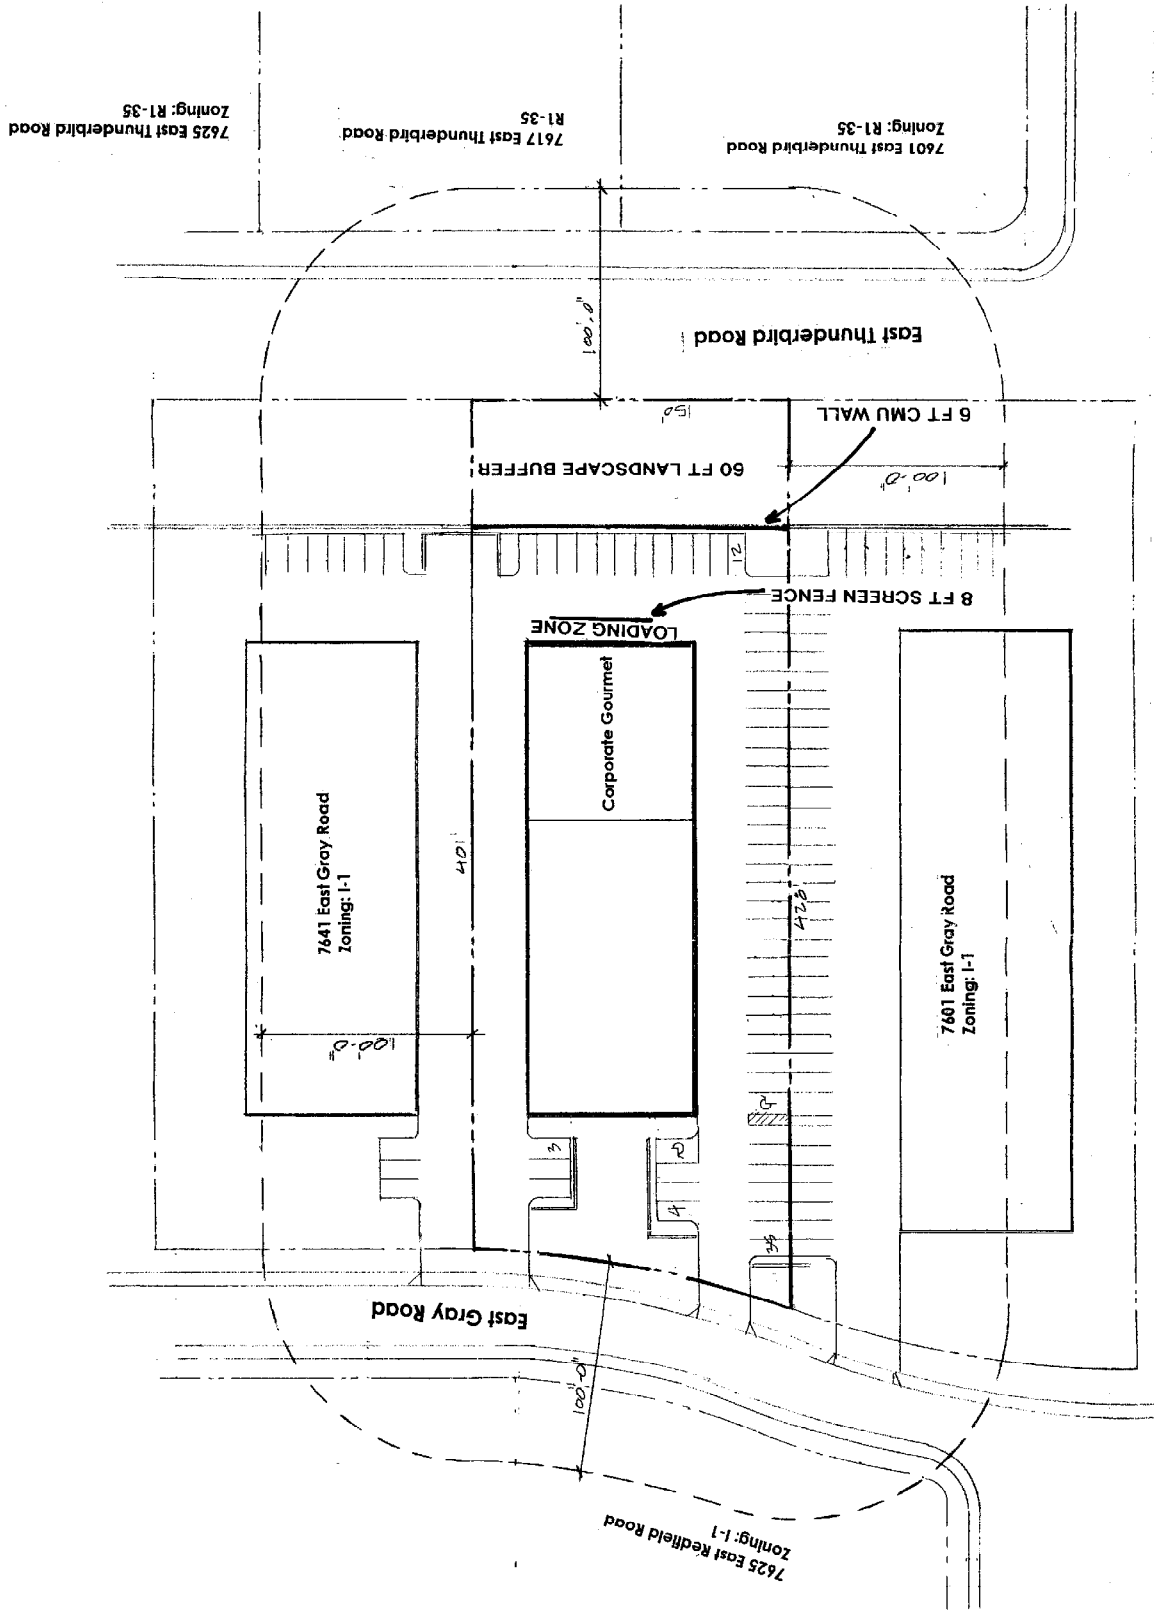 7625 East Thunderbird Road
Zoning: R1-35
7617 East Thunderbird Road
R1-35
7601 East Thunderbird Road
Zoning: R1-35
100'-0"
East Thunderbird Road
150'
6 FT CMU WALL
60 FT LANDSCAPE BUFFER
100'-0"
12
8 FT SCREEN FENCE
LOADING ZONE
Corporate Gourmet
7641 East Gray Road
Zoning: I-1
401'
428'
7601 East Gray Road
Zoning: I-1
100'-0"
3
4
East Gray Road
100'-0"
7625 East Redfield Road
Zoning: I-1